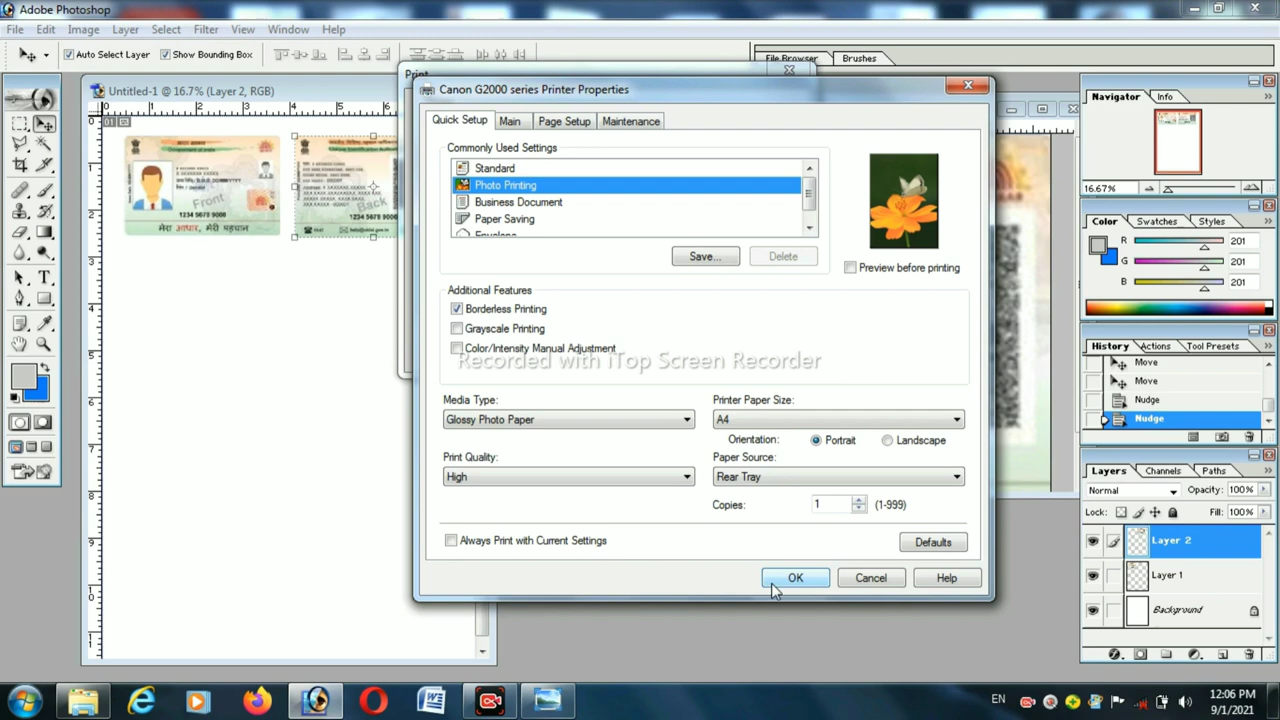 Adobe Photoshop
File Edit Image Layer Select Filter View Window Help
Auto Select Layer Show Bounding Box
File Browser Brushes
Untitled-1 @ 16.7% (Layer 2, RGB)
Print
Canon G2000 series Printer Properties
Quick Setup Main Page Setup Maintenance
Commonly Used Settings
Standard
Photo Printing
Business Document
Paper Saving
Envelope
Save... Delete
Preview before printing
Additional Features
Borderless Printing
Grayscale Printing
Color/Intensity Manual Adjustment
Recorded with iTop Screen Recorder
Media Type: Printer Paper Size:
Glossy Photo Paper A4
Orientation: Portrait Landscape
Print Quality: Paper Source:
High Rear Tray
Copies: 1 (1-999)
Always Print with Current Settings Defaults
OK Cancel Help
Front
1234 5678 9000
मेरा आधार, मेरी पहचान
Back
1234 5678 9000
Navigator Info
16.67%
Color Swatches Styles
R 201
G 201
B 201
History Actions Tool Presets
Move
Move
Nudge
Nudge
Layers Channels Paths
Normal Opacity: 100%
Lock: Fill: 100%
Layer 2
Layer 1
Background
EN
12:06 PM
9/1/2021